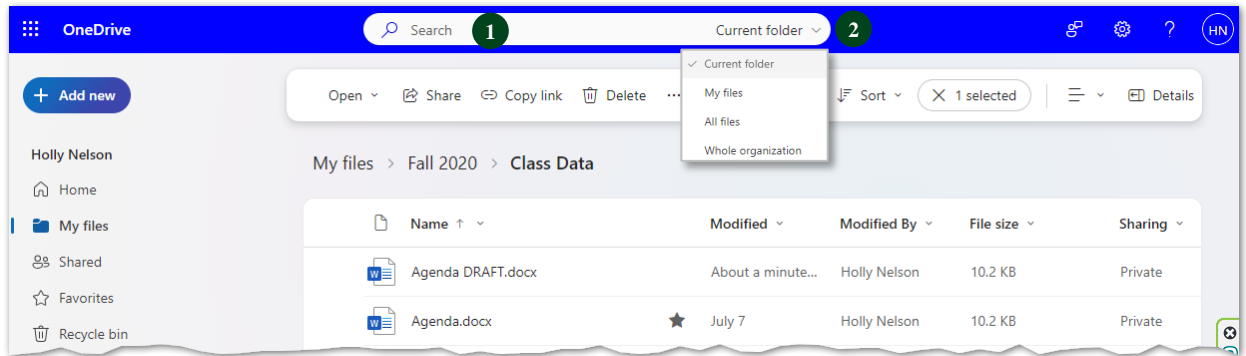 OneDrive Search 1 Current folder 2 HN
Current folder
My files
All files
Whole organization
Add new
Open Share Copy link Delete ... Sort 1 selected Details
Holly Nelson
Home
My files
Shared
Favorites
Recycle bin
My files > Fall 2020 > Class Data
Name Modified Modified By File size Sharing
Agenda DRAFT.docx About a minute... Holly Nelson 10.2 KB Private
Agenda.docx July 7 Holly Nelson 10.2 KB Private